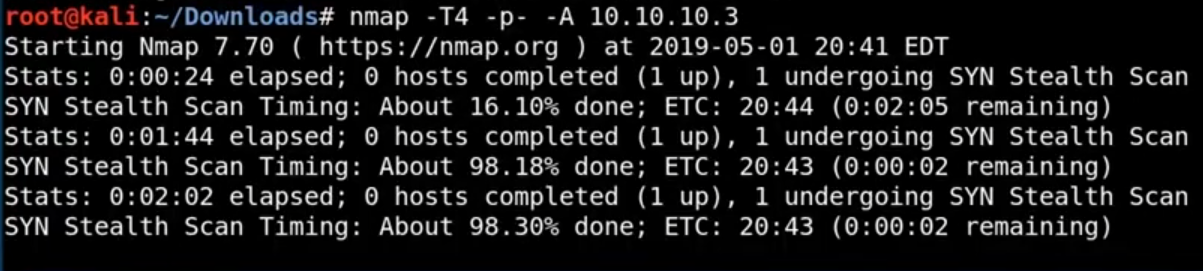 root@kali:~/Downloads# nmap -T4 -p- -A 10.10.10.3
Starting Nmap 7.70 ( https://nmap.org ) at 2019-05-01 20:41 EDT
Stats: 0:00:24 elapsed; 0 hosts completed (1 up), 1 undergoing SYN Stealth Scan
SYN Stealth Scan Timing: About 16.10% done; ETC: 20:44 (0:02:05 remaining)
Stats: 0:01:44 elapsed; 0 hosts completed (1 up), 1 undergoing SYN Stealth Scan
SYN Stealth Scan Timing: About 98.18% done; ETC: 20:43 (0:00:02 remaining)
Stats: 0:02:02 elapsed; 0 hosts completed (1 up), 1 undergoing SYN Stealth Scan
SYN Stealth Scan Timing: About 98.30% done; ETC: 20:43 (0:00:02 remaining)